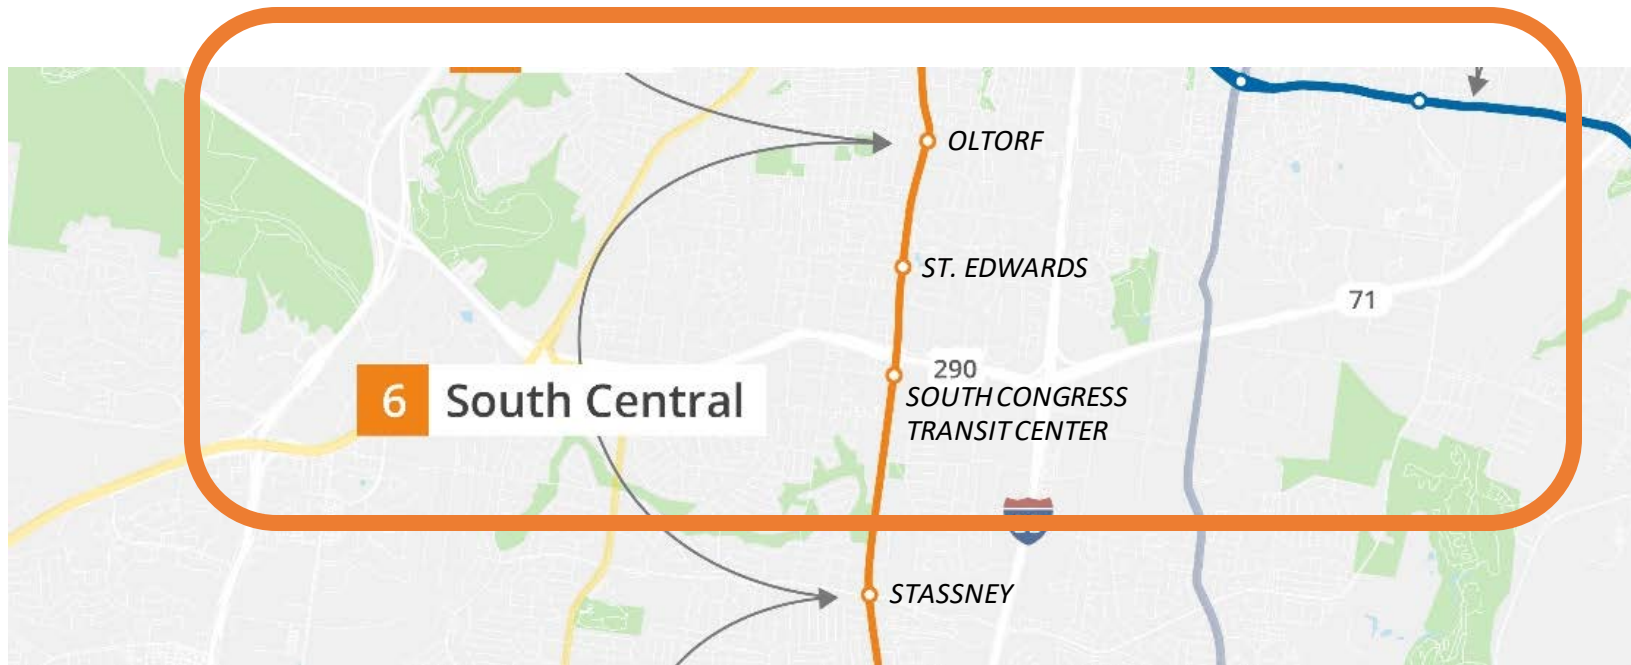 OLTORF
ST. EDWARDS
71
290
6 South Central
SOUTH CONGRESS
TRANSIT CENTER
STASSNEY